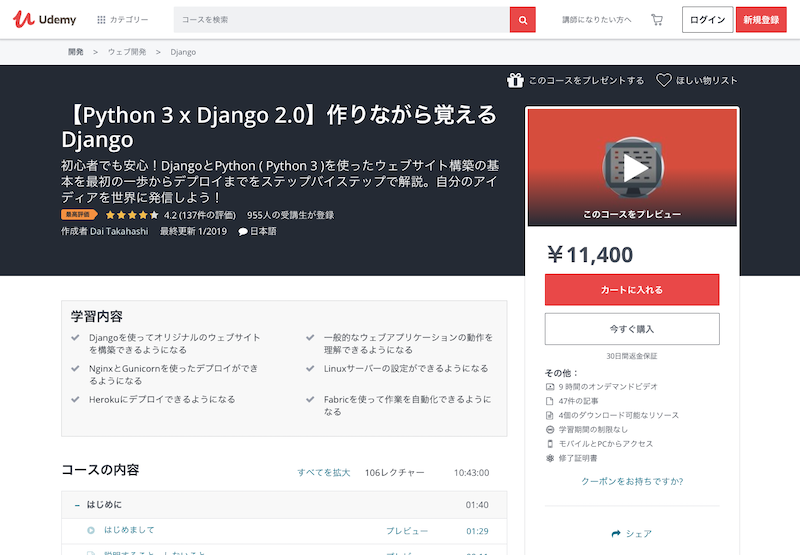 Udemy
カテゴリー
コースを検索
講師になりたい方へ
ログイン
新規登録
開発 > ウェブ開発 > Django
このコースをプレゼントする
ほしい物リスト
【Python 3 x Django 2.0】作りながら覚える
Django
初心者でも安心！DjangoとPython ( Python 3 )を使ったウェブサイト構築の基
本を最初の一歩からデプロイまでをステップバイステップで解説。自分のアイ
ディアを世界に発信しよう！
最高評価 4.2 (137件の評価) 955人の受講生が登録
作成者 Dai Takahashi 最終更新 1/2019 日本語
このコースをプレビュー
￥11,400
カートに入れる
今すぐ購入
30日間返金保証
その他：
9 時間のオンデマンドビデオ
47件の記事
4個のダウンロード可能なリソース
学習期間の制限なし
モバイルとPCからアクセス
修了証明書
クーポンをお持ちですか?
シェア
学習内容
Djangoを使ってオリジナルのウェブサイト
を構築できるようになる
一般的なウェブアプリケーションの動作を
理解できるようになる
NginxとGunicornを使ったデプロイができ
るようになる
Linuxサーバーの設定ができるようになる
Herokuにデプロイできるようになる
Fabricを使って作業を自動化できるように
なる
コースの内容
すべてを拡大
106レクチャー
10:43:00
– はじめに
01:40
はじめまして
プレビュー
01:29